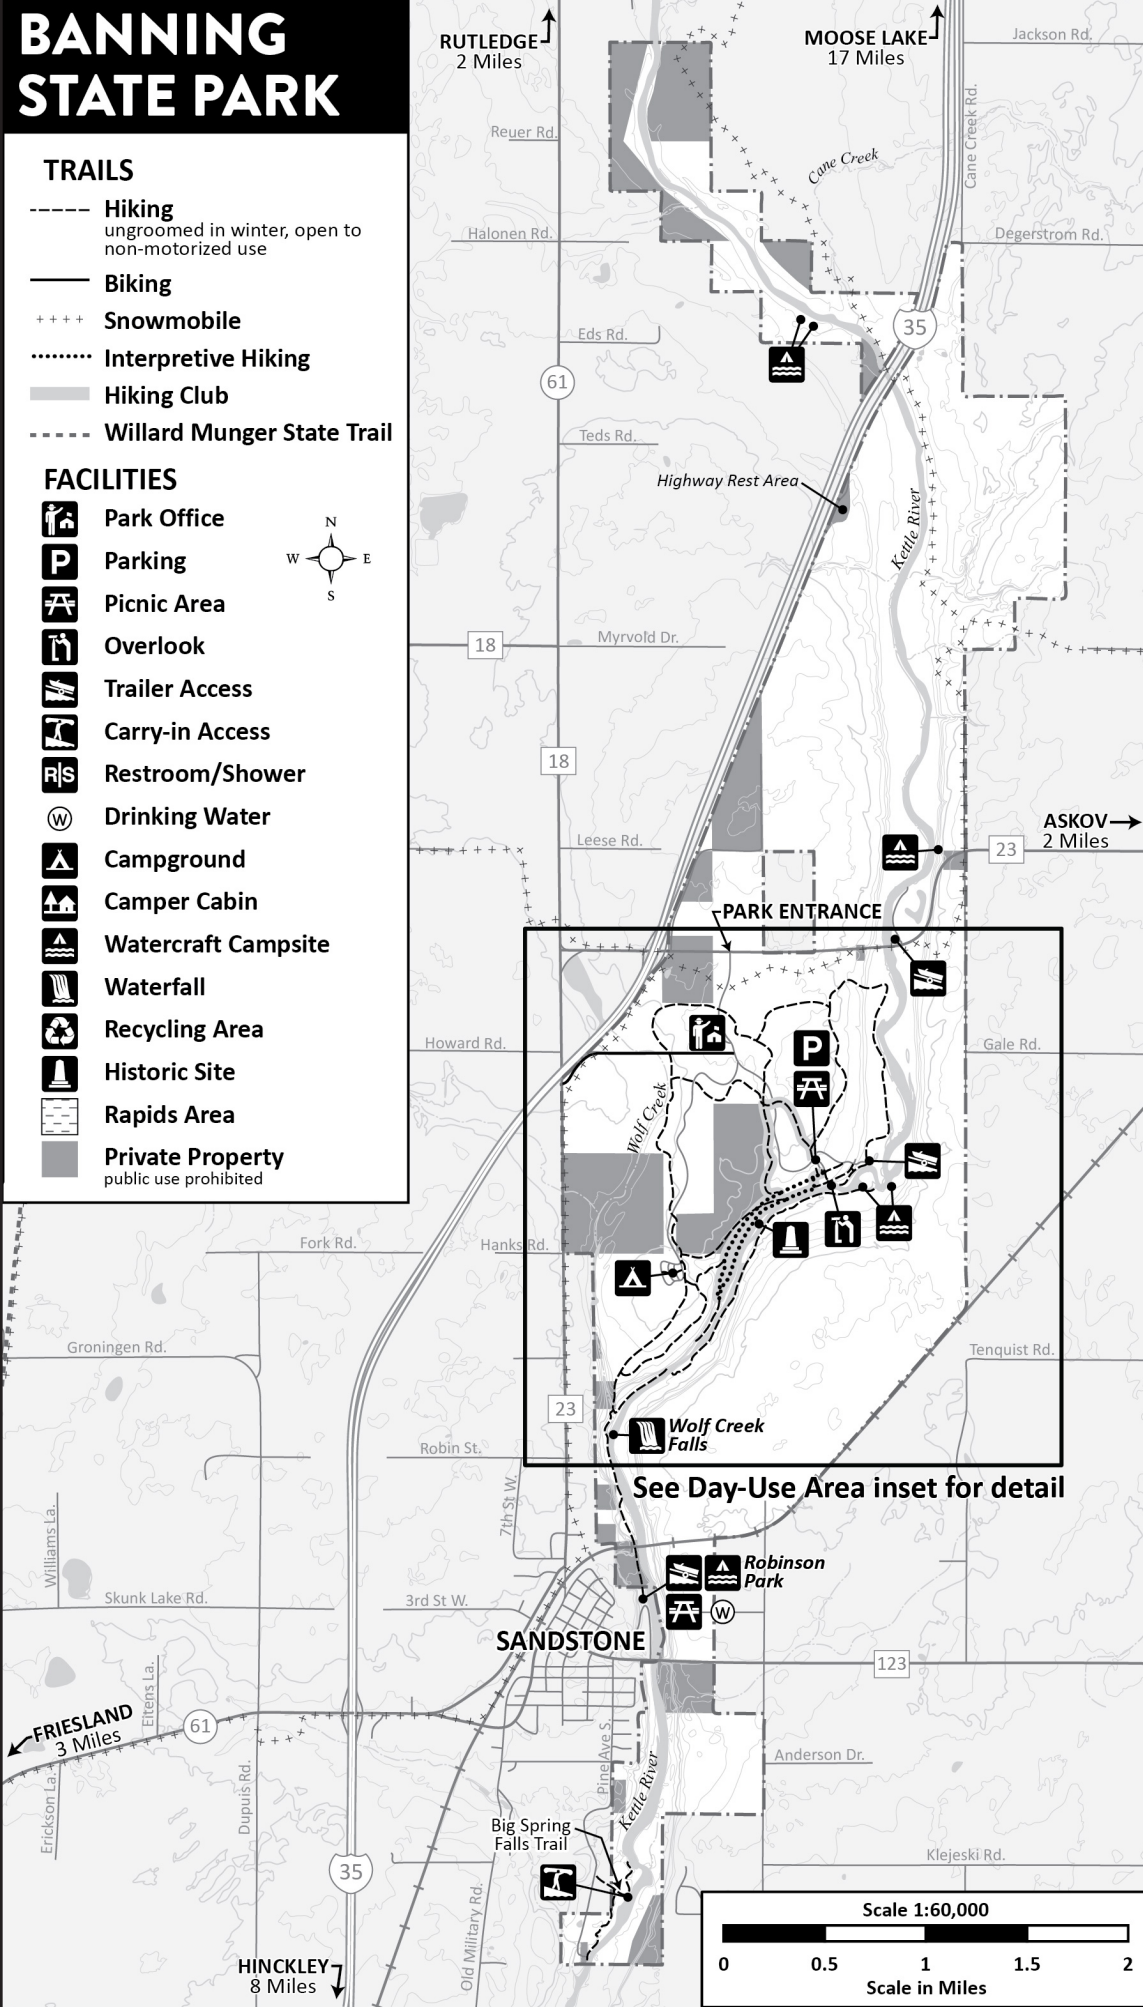 BANNING
STATE PARK
TRAILS
Hiking
ungroomed in winter, open to
non-motorized use
Biking
Snowmobile
Interpretive Hiking
Hiking Club
Willard Munger State Trail
FACILITIES
Park Office
P
Parking
Picnic Area
Overlook
Trailer Access
Carry-in Access
R|S
Restroom/Shower
W
Drinking Water
Campground
Camper Cabin
Watercraft Campsite
Waterfall
Recycling Area
Historic Site
Rapids Area
Private Property
public use prohibited
N
W
E
S
RUTLEDGE
2 Miles
MOOSE LAKE
17 Miles
Jackson Rd.
Cane Creek Rd.
Reuer Rd.
Cane Creek
Halonen Rd.
Degerstrom Rd.
Eds Rd.
35
61
Teds Rd.
Highway Rest Area
Kettle River
18
Myrvold Dr.
18
Leese Rd.
ASKOV
2 Miles
23
PARK ENTRANCE
Howard Rd.
Gale Rd.
P
Wolf Creek
Fork Rd.
Hanks Rd.
Groningen Rd.
Tenquist Rd.
23
Wolf Creek
Falls
Robin St.
See Day-Use Area inset for detail
7th St W.
Williams La.
Robinson
Park
W
Skunk Lake Rd.
3rd St W.
SANDSTONE
123
Eitens La.
FRIESLAND
3 Miles
61
Anderson Dr.
Pine Ave S.
Kettle River
Erickson La.
Dupuis Rd.
Big Spring
Falls Trail
Klejeski Rd.
35
Old Military Rd.
HINCKLEY
8 Miles
Scale 1:60,000
0 0.5 1 1.5 2
Scale in Miles